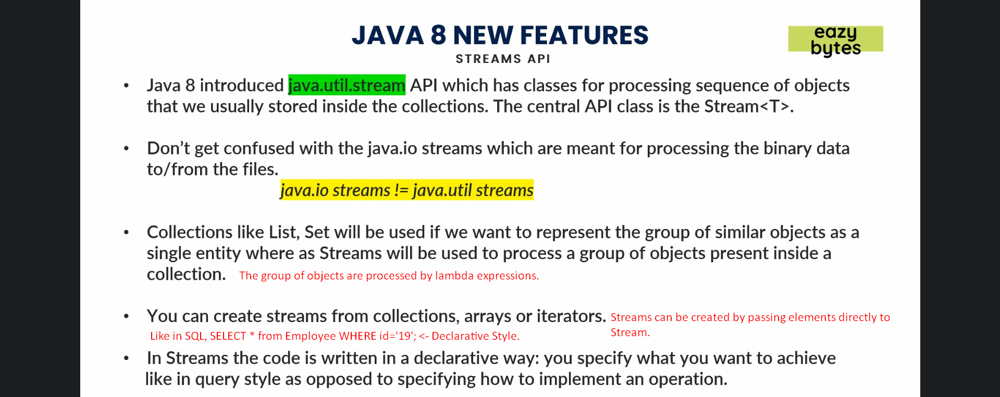 JAVA 8 NEW FEATURES
STREAMS API
eazy
bytes
• Java 8 introduced java.util.stream API which has classes for processing sequence of objects
that we usually stored inside the collections. The central API class is the Stream<T>.
• Don’t get confused with the java.io streams which are meant for processing the binary data
to/from the files.
java.io streams != java.util streams
• Collections like List, Set will be used if we want to represent the group of similar objects as a
single entity where as Streams will be used to process a group of objects present inside a
collection. The group of objects are processed by lambda expressions.
• You can create streams from collections, arrays or iterators. Streams can be created by passing elements directly to
Stream.
Like in SQL, SELECT * from Employee WHERE id='19'; <- Declarative Style.
• In Streams the code is written in a declarative way: you specify what you want to achieve
like in query style as opposed to specifying how to implement an operation.